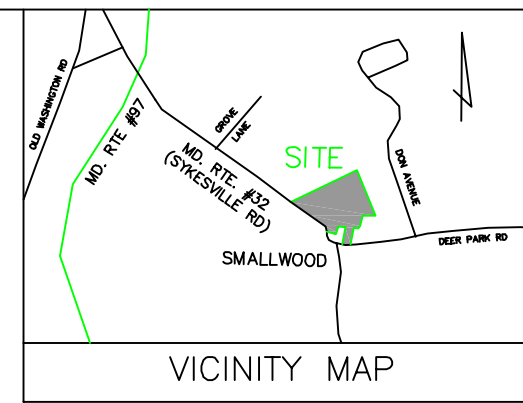 OLD WASHINGTON RD
MD. RTE #97
GROVE
LANE
MD. RTE. #32
(SYKESVILLE RD)
SITE
DON AVENUE
DEER PARK RD
SMALLWOOD
VICINITY MAP